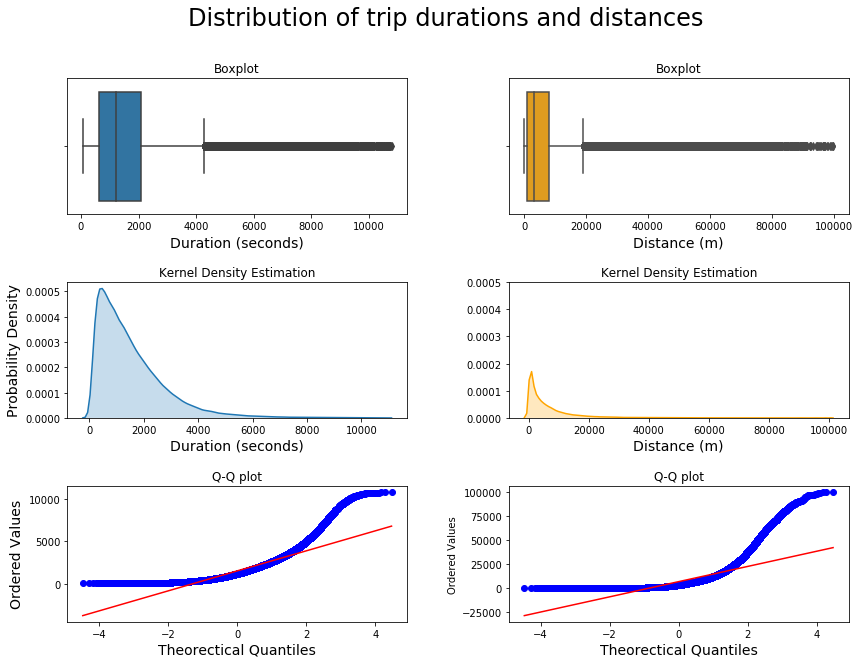 Distribution of trip durations and distances
Boxplot
0 2000 4000 6000 8000 10000
Duration (seconds)
Boxplot
0 20000 40000 60000 80000 100000
Distance (m)
Kernel Density Estimation
Probability Density
0.0005
0.0004
0.0003
0.0002
0.0001
0.0000
0 2000 4000 6000 8000 10000
Duration (seconds)
Kernel Density Estimation
0.0005
0.0004
0.0003
0.0002
0.0001
0.0000
0 20000 40000 60000 80000 100000
Distance (m)
Q-Q plot
Ordered Values
10000
5000
0
−4 −2 0 2 4
Theorectical Quantiles
Q-Q plot
Ordered Values
100000
75000
50000
25000
0
−25000
−4 −2 0 2 4
Theorectical Quantiles